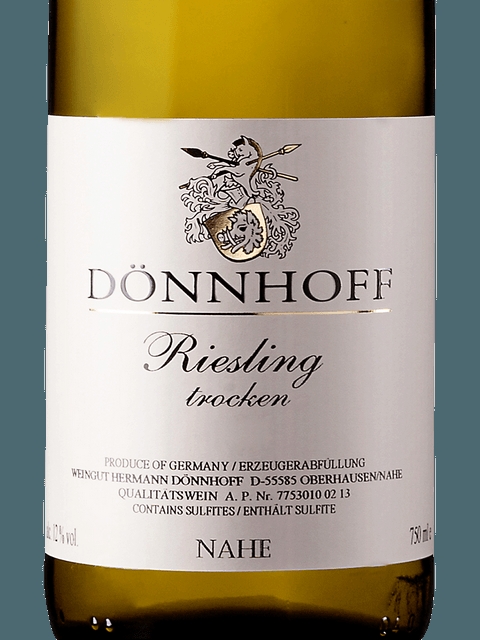 DÖNNHOFF
Riesling
trocken
PRODUCE OF GERMANY / ERZEUGERABFÜLLUNG
WEINGUT HERMANN DÖNNHOFF D-55585 OBERHAUSEN/NAHE
QUALITÄTSWEIN A. P. Nr. 7753010 02 13
CONTAINS SULFITES / ENTHÄLT SULFITE
12% vol.
750 ml e
NAHE